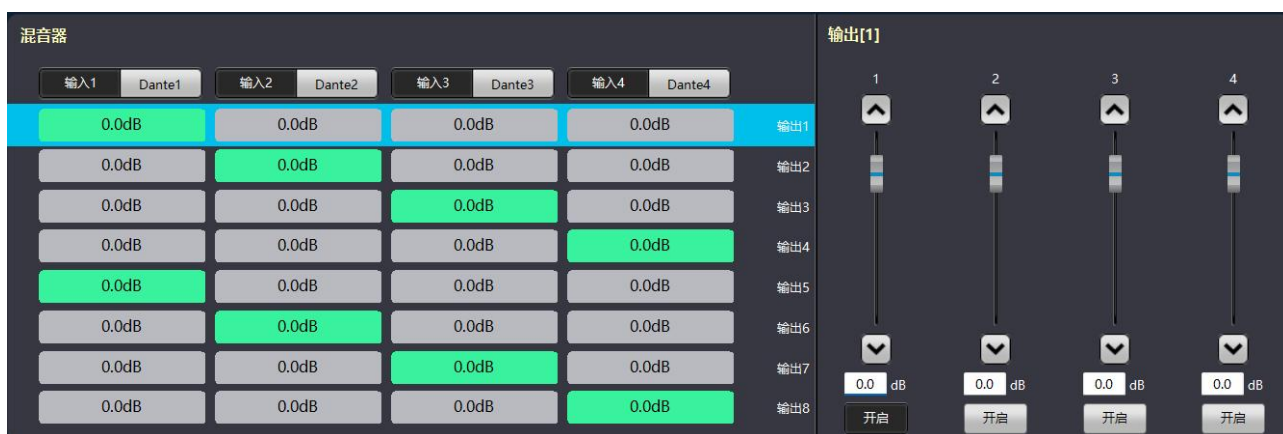 混音器
输入1 Dante1 输入2 Dante2 输入3 Dante3 输入4 Dante4
0.0dB 0.0dB 0.0dB 0.0dB 输出1
0.0dB 0.0dB 0.0dB 0.0dB 输出2
0.0dB 0.0dB 0.0dB 0.0dB 输出3
0.0dB 0.0dB 0.0dB 0.0dB 输出4
0.0dB 0.0dB 0.0dB 0.0dB 输出5
0.0dB 0.0dB 0.0dB 0.0dB 输出6
0.0dB 0.0dB 0.0dB 0.0dB 输出7
0.0dB 0.0dB 0.0dB 0.0dB 输出8
输出[1]
1 2 3 4
0.0 dB 0.0 dB 0.0 dB 0.0 dB
开启 开启 开启 开启